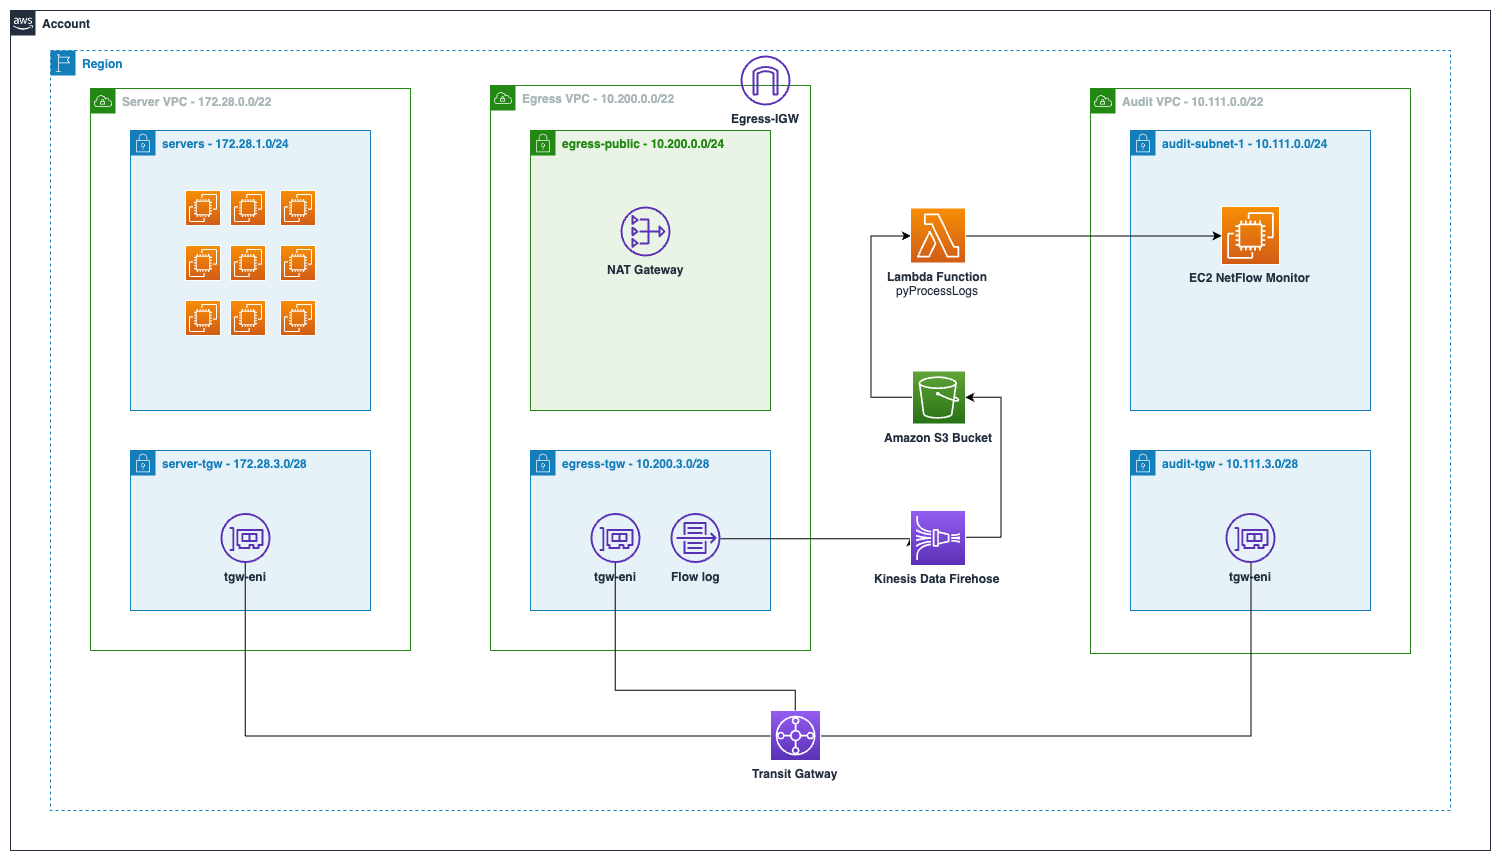 aws
Account
Region
Server VPC - 172.28.0.0/22
servers - 172.28.1.0/24
server-tgw - 172.28.3.0/28
tgw-eni
Egress VPC - 10.200.0.0/22
Egress-IGW
egress-public - 10.200.0.0/24
NAT Gateway
egress-tgw - 10.200.3.0/28
tgw-eni
Flow log
Lambda Function
pyProcessLogs
Amazon S3 Bucket
Kinesis Data Firehose
Audit VPC - 10.111.0.0/22
audit-subnet-1 - 10.111.0.0/24
EC2 NetFlow Monitor
audit-tgw - 10.111.3.0/28
tgw-eni
Transit Gatway